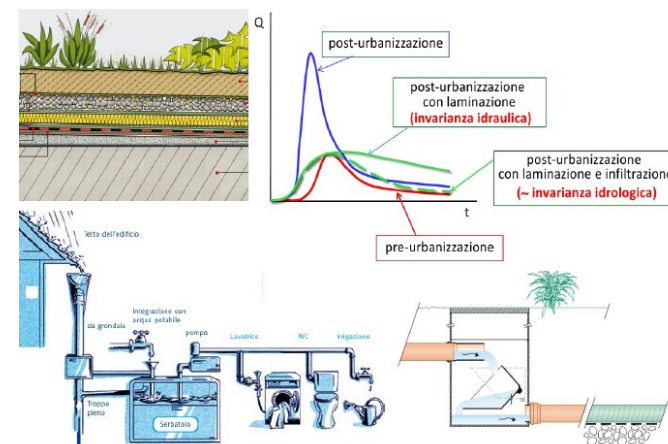 Q
post-urbanizzazione
post-urbanizzazione
con laminazione
(invarianza idraulica)
post-urbanizzazione
con laminazione e infiltrazione
(~ invarianza idrologica)
t
pre-urbanizzazione
Tetto dell'edificio
da grondaia
Integrazione con
acqua potabile
pompa
Lavatrice
WC
Irrigazione
Troppo
pieno
Serbatoio